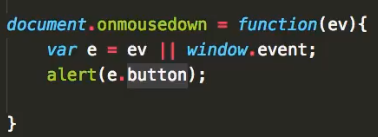 document.onmousedown = function(ev){
    var e = ev || window.event;
    alert(e.button);
}